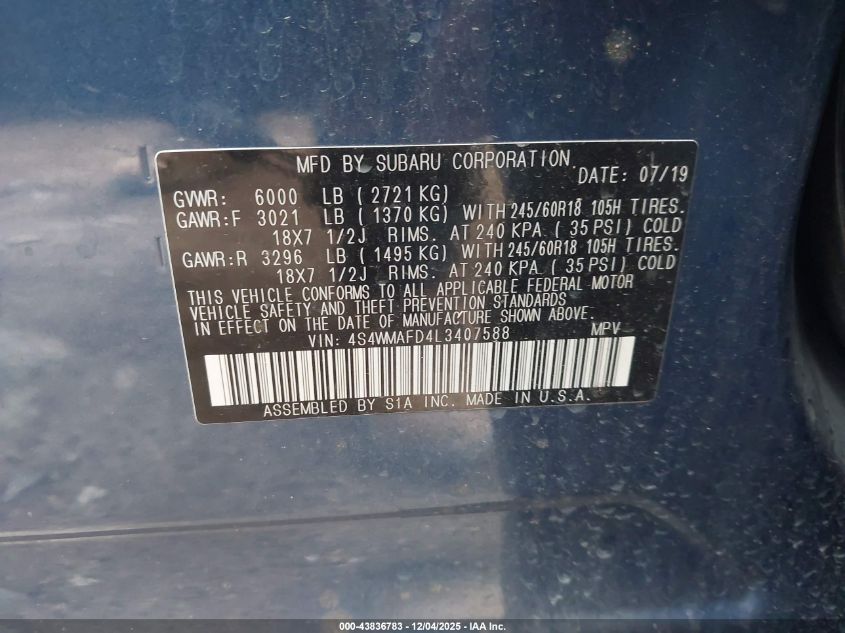 MFD BY SUBARU CORPORATION
DATE: 07/19
GVWR: 6000 LB ( 2721 KG)
GAWR:F 3021 LB ( 1370 KG) WITH 245/60R18 105H TIRES.
18X7 1/2J RIMS. AT 240 KPA ( 35 PSI) COLD
GAWR:R 3296 LB ( 1495 KG) WITH 245/60R18 105H TIRES.
18X7 1/2J RIMS. AT 240 KPA ( 35 PSI) COLD
THIS VEHICLE CONFORMS TO ALL APPLICABLE FEDERAL MOTOR
VEHICLE SAFETY AND THEFT PREVENTION STANDARDS
IN EFFECT ON THE DATE OF MANUFACTURE SHOWN ABOVE.
VIN: 4S4WMAFD4L3407588 MPV
ASSEMBLED BY SIA INC. MADE IN U.S.A.
000-43836783 - 12/04/2025 - IAA Inc.